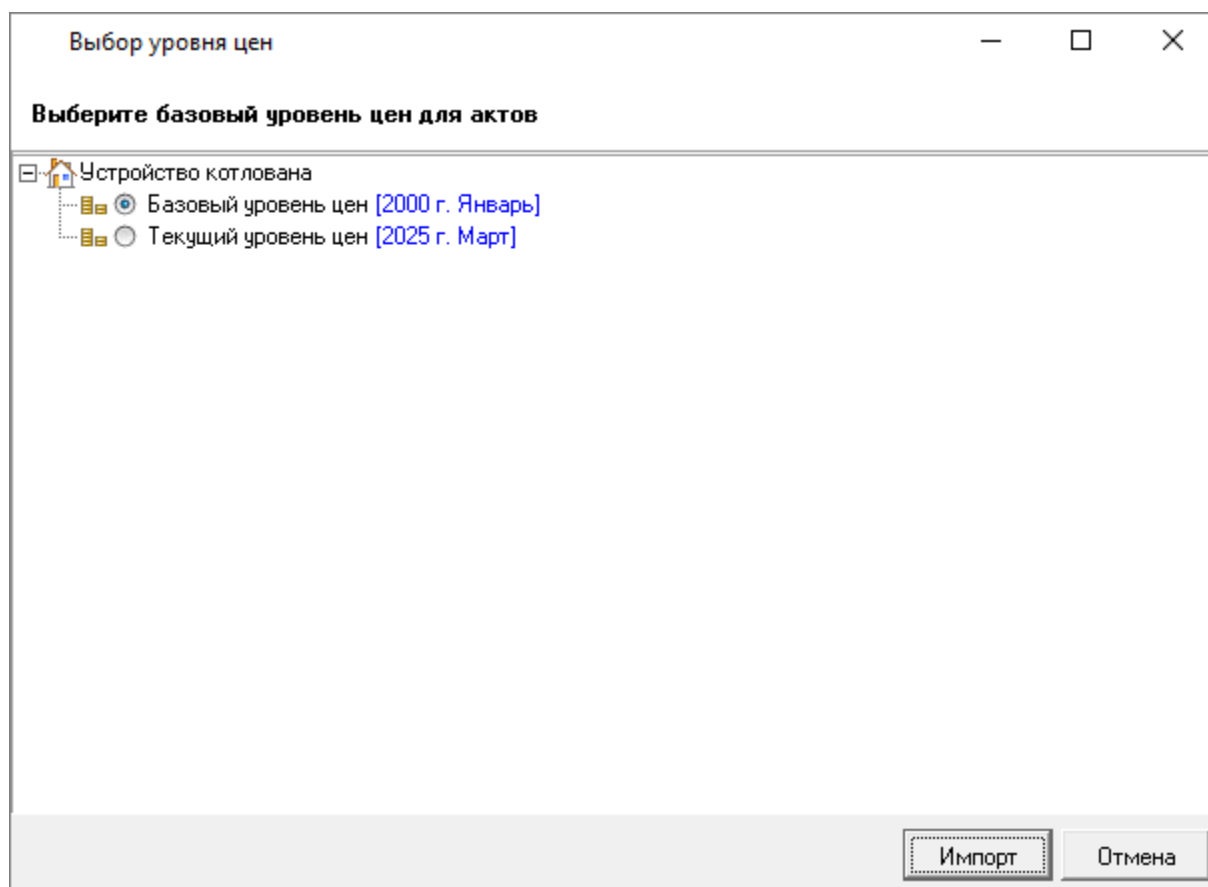 Выбор уровня цен
Выберите базовый уровень цен для актов
Устройство котлована
Базовый уровень цен [2000 г. Январь]
Текущий уровень цен [2025 г. Март]
Импорт Отмена